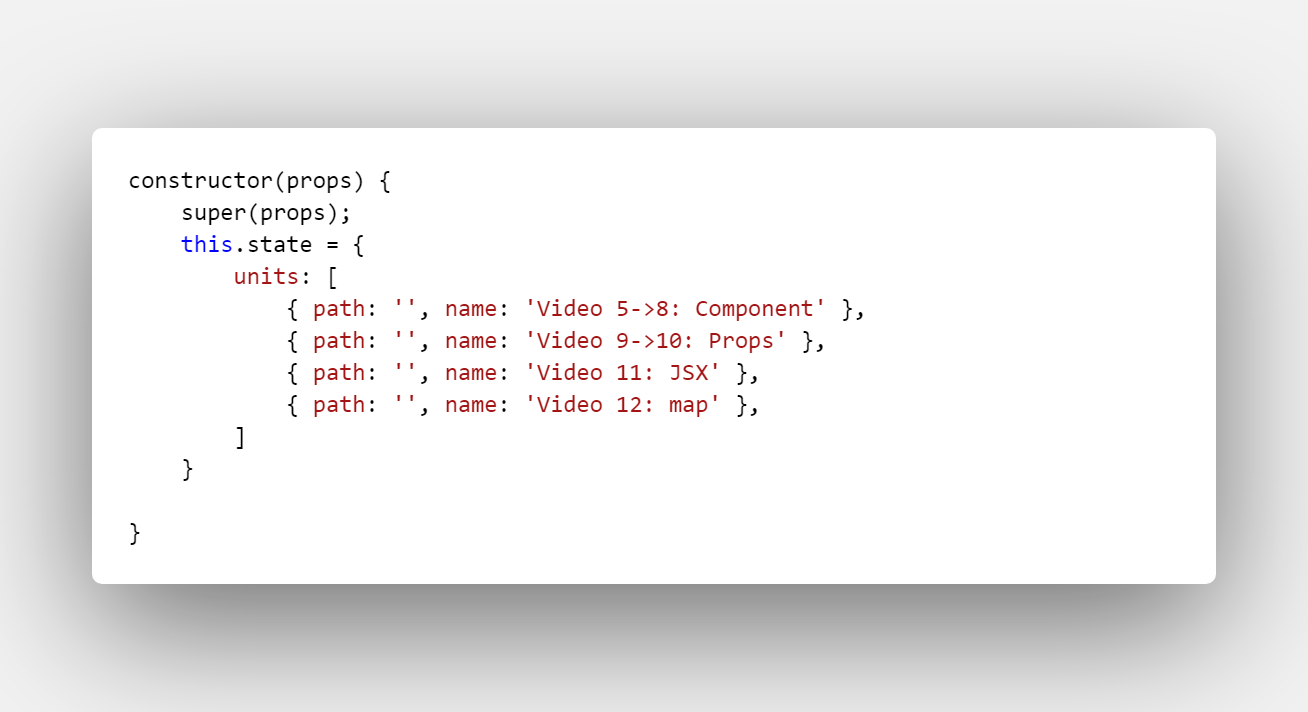 constructor(props) {
    super(props);
    this.state = {
        units: [
            { path: '', name: 'Video 5->8: Component' },
            { path: '', name: 'Video 9->10: Props' },
            { path: '', name: 'Video 11: JSX' },
            { path: '', name: 'Video 12: map' },
        ]
    }

}